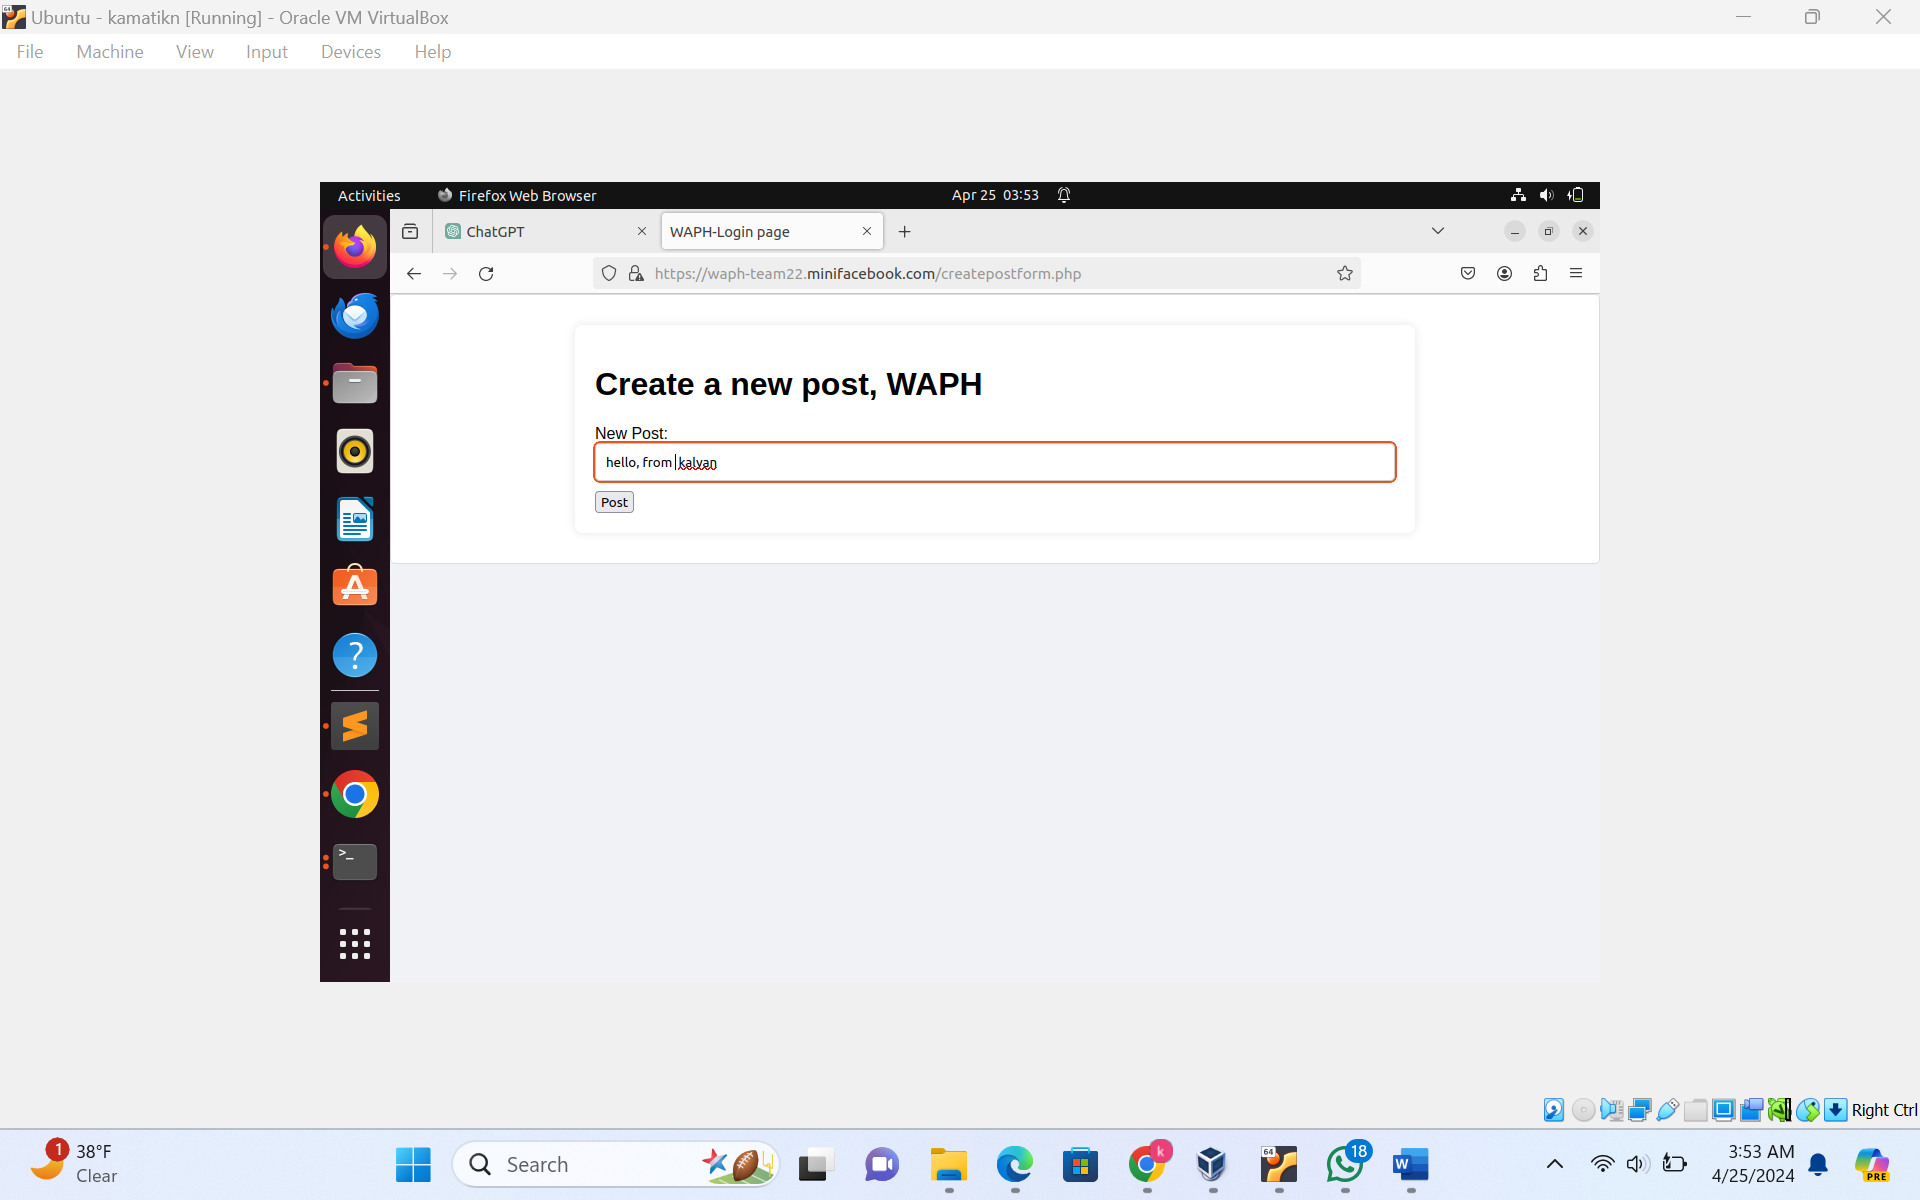 Ubuntu - kamatikn [Running] - Oracle VM VirtualBox
File Machine View Input Devices Help
Activities Firefox Web Browser Apr 25 03:53
ChatGPT WAPH-Login page
https://waph-team22.minifacebook.com/createpostform.php
Create a new post, WAPH
New Post:
hello, from kalyan
Post
Right Ctrl
1 38°F
Clear
Search
64
k
18
W
3:53 AM
4/25/2024
PRE